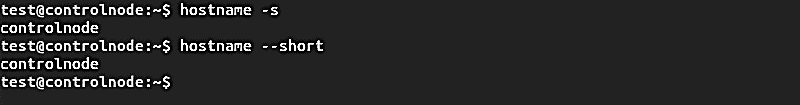 test@controlnode:~$ hostname -s
controlnode
test@controlnode:~$ hostname --short
controlnode
test@controlnode:~$